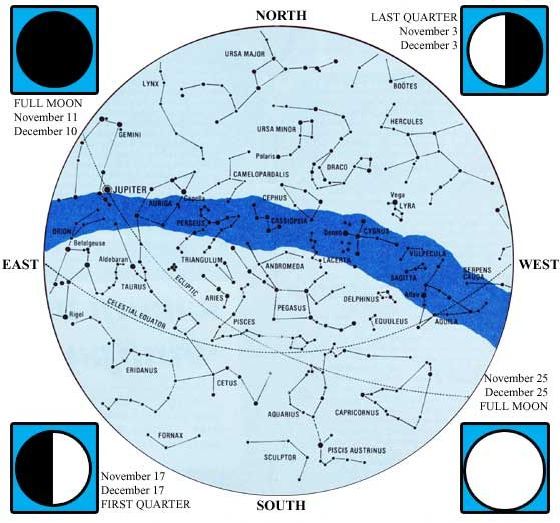 NORTH
LAST QUARTER
November 3
December 3
FULL MOON
November 11
December 10
URSA MAJOR
LYNX
BOÖTES
GEMINI
URSA MINOR
HERCULES
Polaris
DRACO
CAMELOPARDALIS
JUPITER
Capella
AURIGA
CEPHUS
Vega
LYRA
PERSEUS
CASSIOPEIA
ORION
Deneb
CYGNUS
Betelgeuse
VULPECULA
EAST
Aldebaran
TRIANGULUM
ANDROMEDA
LACERTA
WEST
SERPENS
CAUDA
SAGITTA
TAURUS
ECLIPTIC
ARIES
PEGASUS
DELPHINUS
Altair
Rigel
CELESTIAL EQUATOR
PISCES
EQUULEUS
AQUILA
ERIDANUS
CETUS
November 25
December 25
FULL MOON
AQUARIUS
CAPRICORNUS
FORNAX
SCULPTOR
PISCIS AUSTRINUS
November 17
December 17
FIRST QUARTER
SOUTH